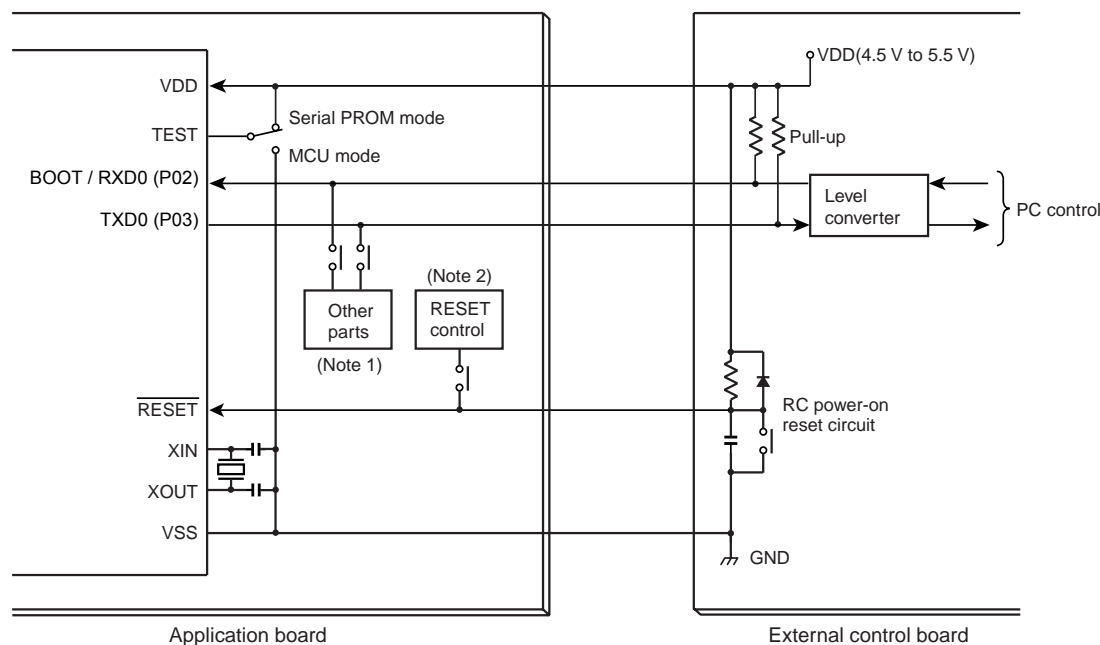 VDD(4.5 V to 5.5 V)
VDD
Serial PROM mode
TEST
Pull-up
MCU mode
BOOT / RXD0 (P02)
Level
converter
PC control
TXD0 (P03)
(Note 2)
Other
parts
RESET
control
(Note 1)
RESET
RC power-on
reset circuit
XIN
XOUT
VSS
GND
Application board
External control board